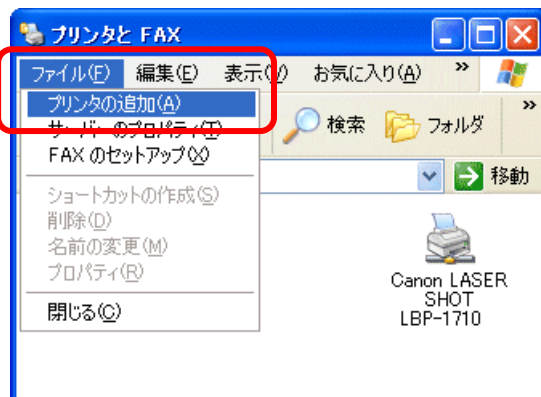 プリンタと FAX
ファイル(F) 編集(E) 表示(V) お気に入り(A) »
プリンタの追加(A)
サーバーのプロパティ(T)
検索 フォルダ »
FAX のセットアップ(X)
移動
ショートカットの作成(S)
削除(D)
名前の変更(M)
プロパティ(R)
閉じる(C)
Canon LASER
SHOT
LBP-1710